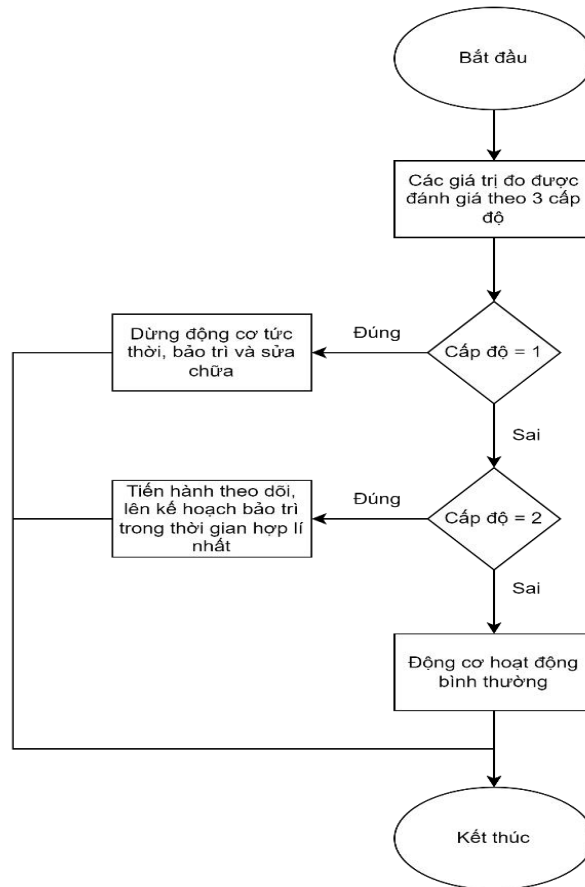 Bắt đầu
Các giá trị đo được
đánh giá theo 3 cấp
độ
Dừng động cơ tức
thời, bảo trì và sửa
chữa
Đúng
Cấp độ = 1
Sai
Tiến hành theo dõi,
lên kế hoạch bảo trì
trong thời gian hợp lí
nhất
Đúng
Cấp độ = 2
Sai
Động cơ hoạt động
bình thường
Kết thúc